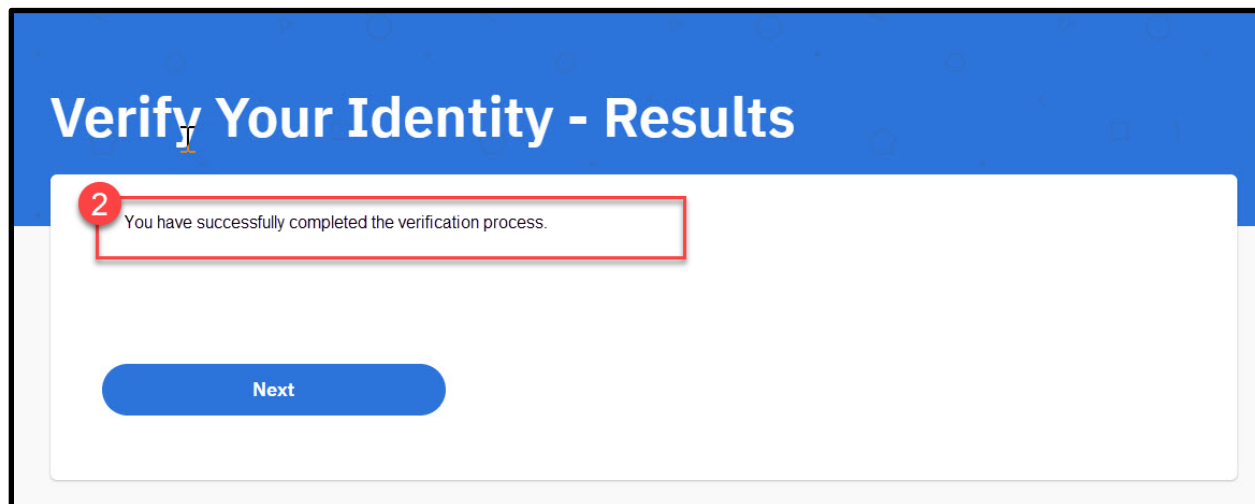 Verify Your Identity - Results
2
You have successfully completed the verification process.
Next